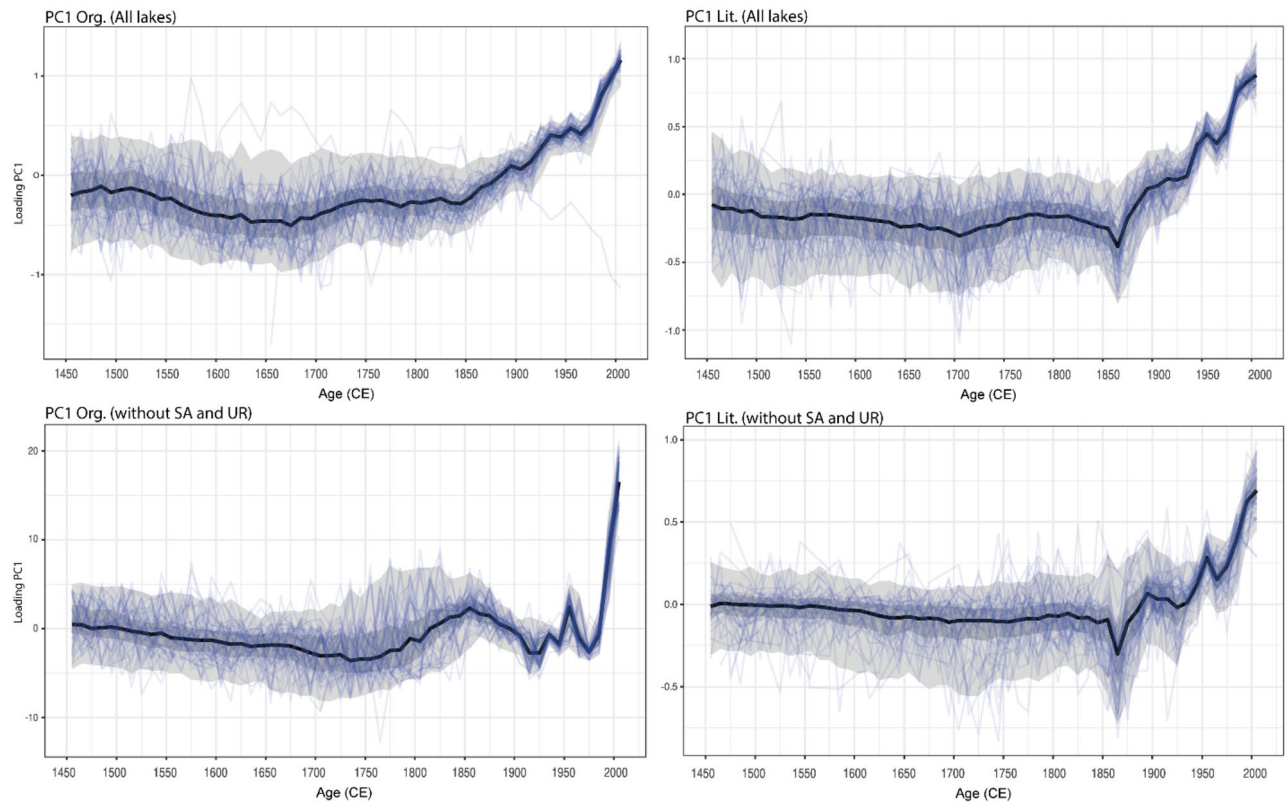 PC1 Org. (All lakes)
1
0
-1
Loading PC1
1450 1500 1550 1600 1650 1700 1750 1800 1850 1900 1950 2000
Age (CE)
PC1 Lit. (All lakes)
1.0
0.5
0.0
-0.5
-1.0
1450 1500 1550 1600 1650 1700 1750 1800 1850 1900 1950 2000
Age (CE)
PC1 Org. (without SA and UR)
20
10
0
-10
Loading PC1
1450 1500 1550 1600 1650 1700 1750 1800 1850 1900 1950 2000
Age (CE)
PC1 Lit. (without SA and UR)
1.0
0.5
0.0
-0.5
1450 1500 1550 1600 1650 1700 1750 1800 1850 1900 1950 2000
Age (CE)